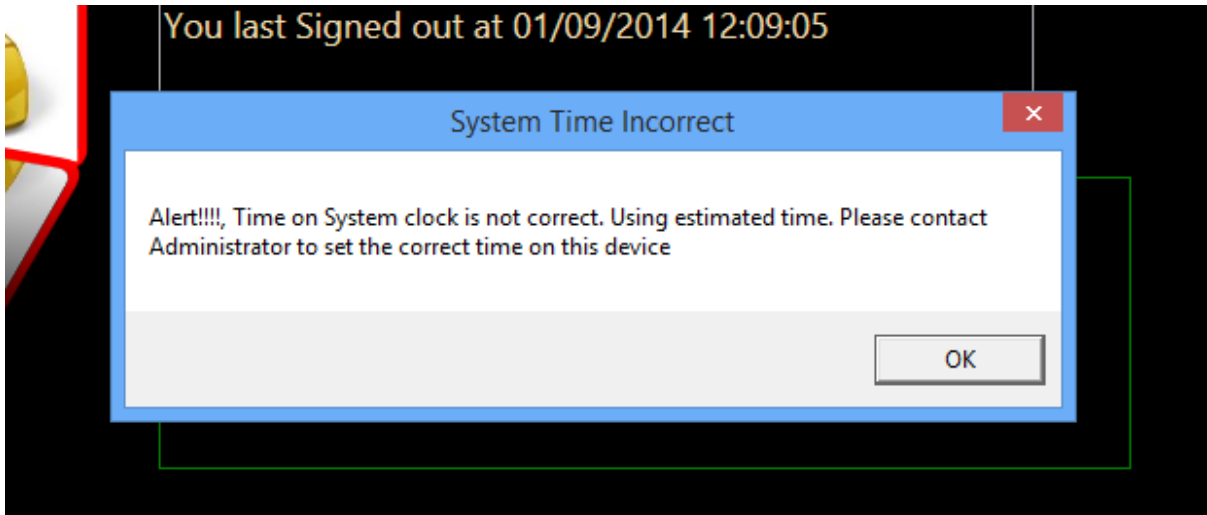 You last Signed out at 01/09/2014 12:09:05
System Time Incorrect
Alert!!!!, Time on System clock is not correct. Using estimated time. Please contact
Administrator to set the correct time on this device
OK